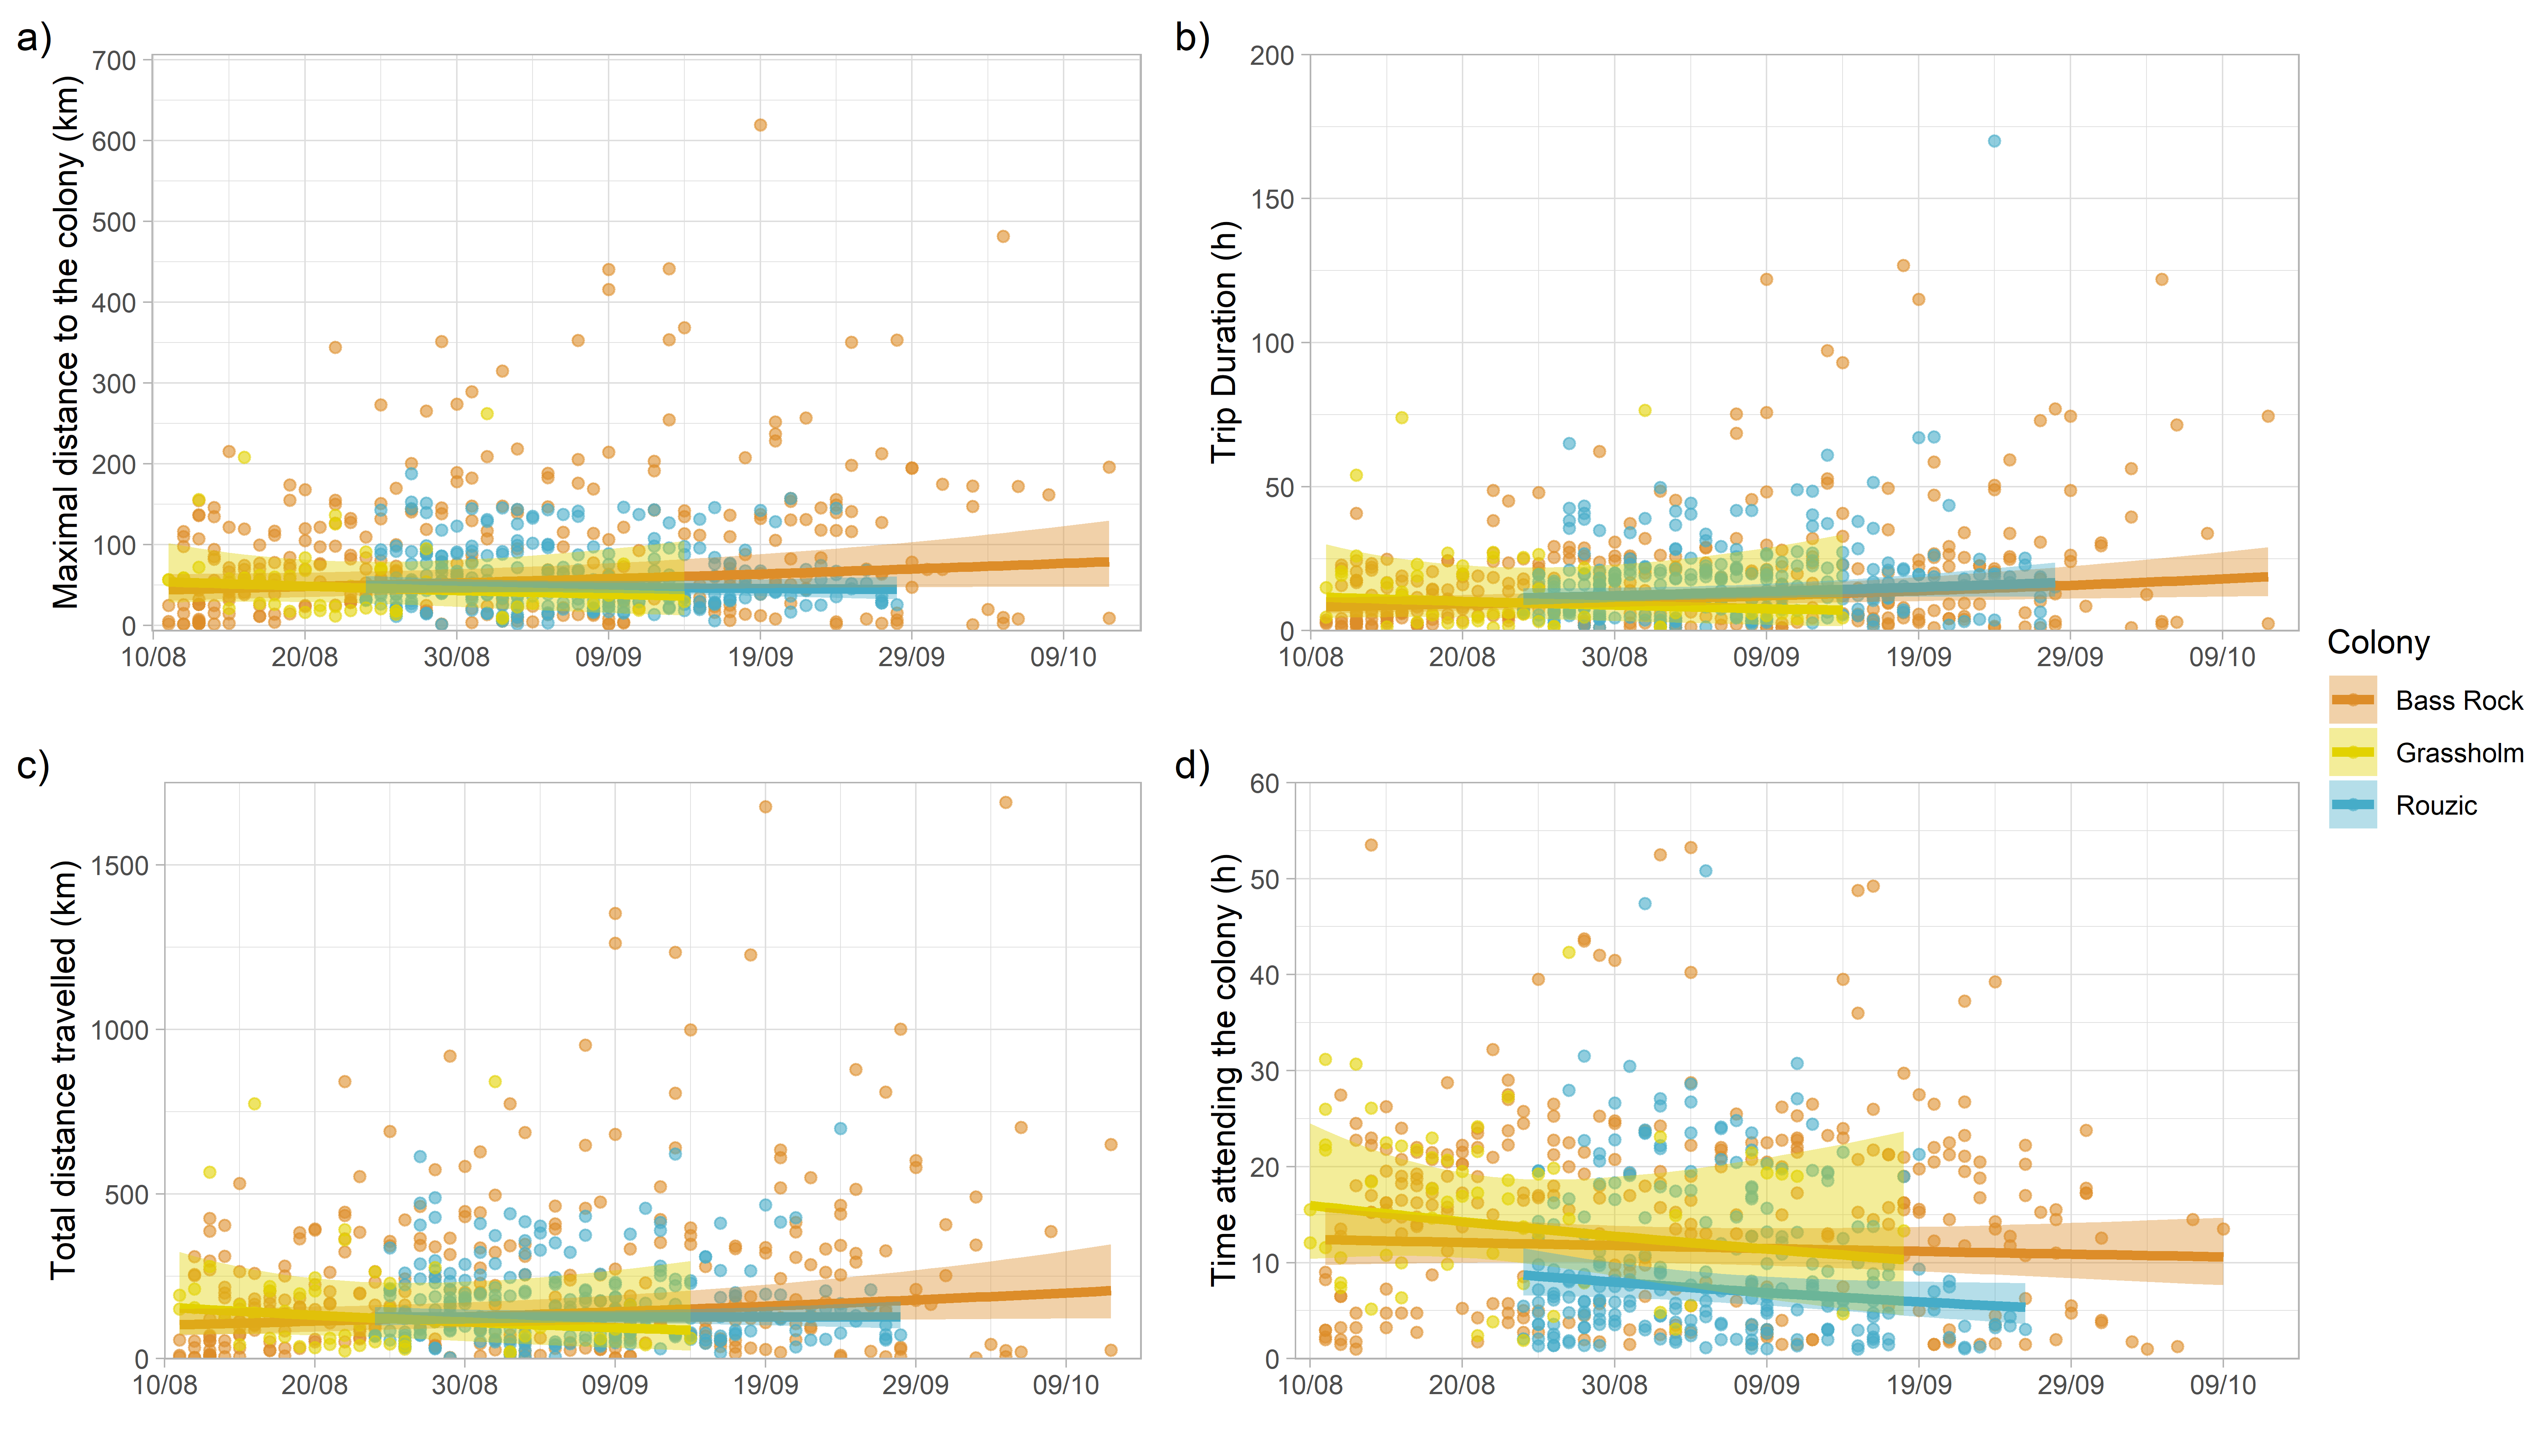 a)
Maximal distance to the colony (km)
700
600
500
400
300
200
100
0
10/08 20/08 30/08 09/09 19/09 29/09 09/10
b)
Trip Duration (h)
200
150
100
50
0
10/08 20/08 30/08 09/09 19/09 29/09 09/10
c)
Total distance travelled (km)
1500
1000
500
0
10/08 20/08 30/08 09/09 19/09 29/09 09/10
d)
Time attending the colony (h)
60
50
40
30
20
10
0
10/08 20/08 30/08 09/09 19/09 29/09 09/10
Colony
Bass Rock
Grassholm
Rouzic